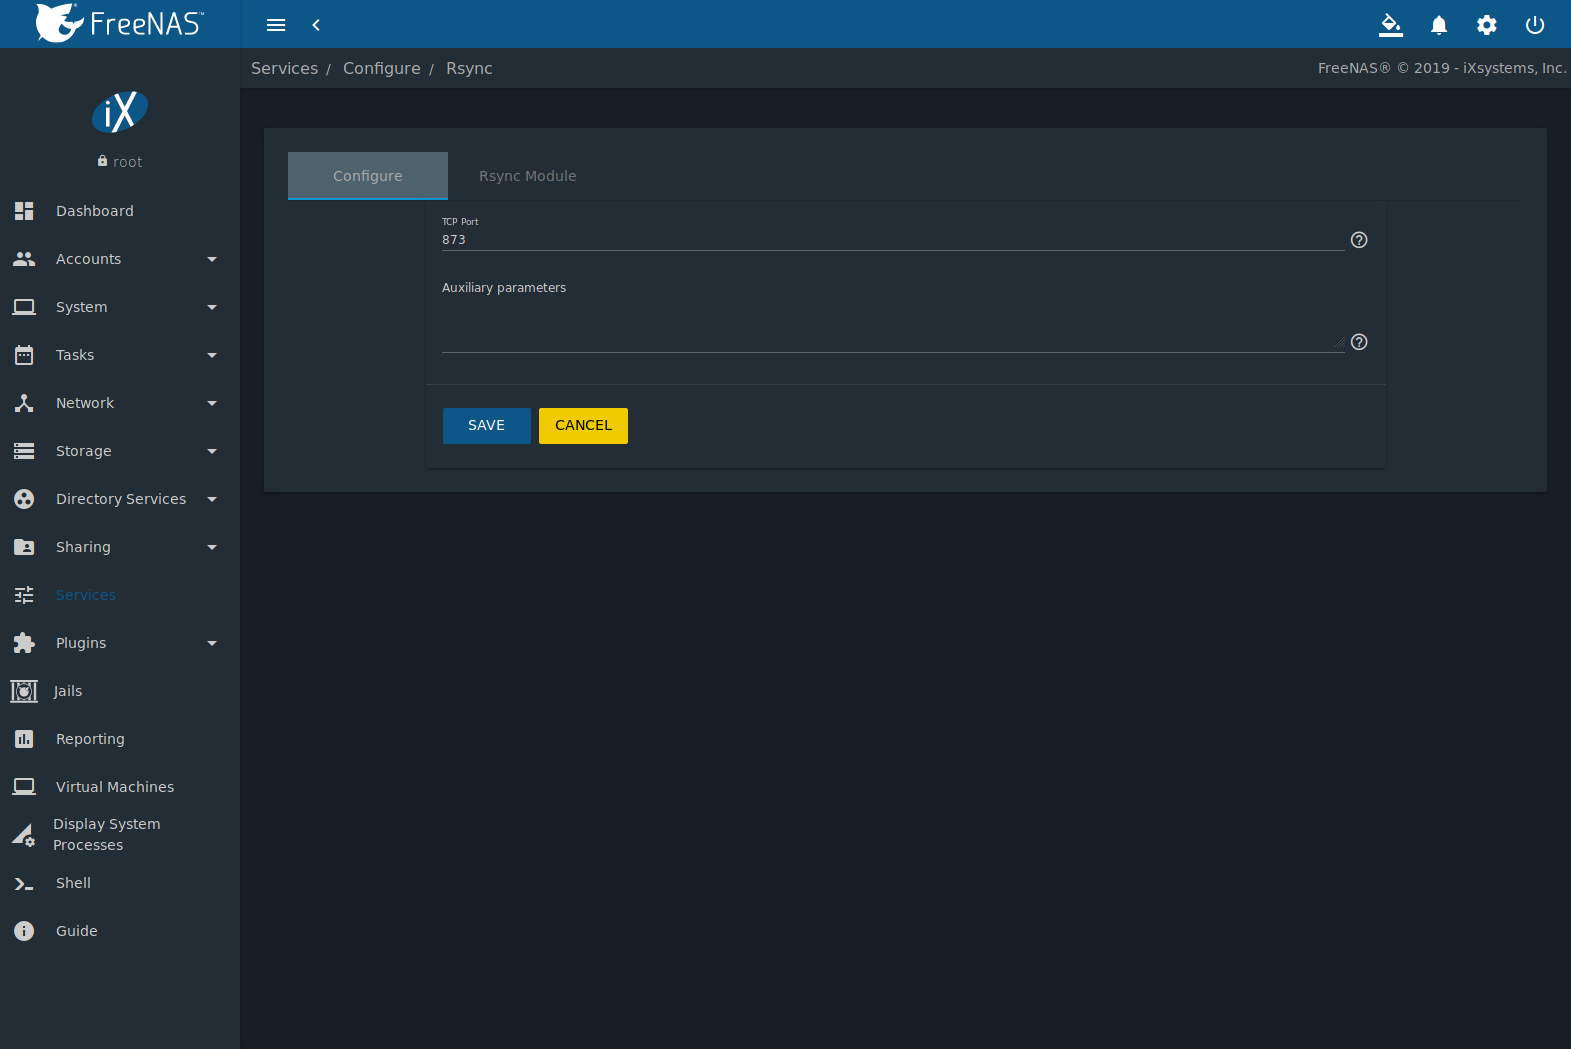 FreeNAS™
Services / Configure / Rsync
FreeNAS® © 2019 - iXsystems, Inc.
iX
root
Dashboard
Accounts
System
Tasks
Network
Storage
Directory Services
Sharing
Services
Plugins
Jails
Reporting
Virtual Machines
Display System
Processes
Shell
Guide
Configure
Rsync Module
TCP Port
873
Auxiliary parameters
SAVE
CANCEL